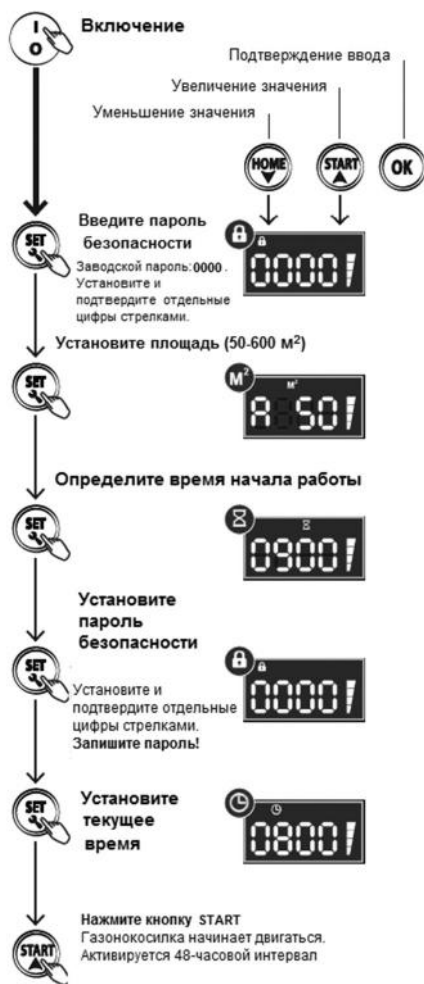 I
O
Включение
Подтверждение ввода
Увеличение значения
Уменьшение значения
HOME
START
OK
SET
Введите пароль
безопасности
Заводской пароль: 0000 .
Установите и
подтвердите отдельные
цифры стрелками.
0000
Установите площадь (50-600 м²)
SET
M²
M²
A 50
Определите время начала работы
SET
0900
Установите
пароль
безопасности
SET
Установите и
подтвердите отдельные
цифры стрелками.
Запишите пароль!
0000
SET
Установите
текущее
время
0800
START
Нажмите кнопку START
Газонокосилка начинает двигаться.
Активируется 48-часовой интервал